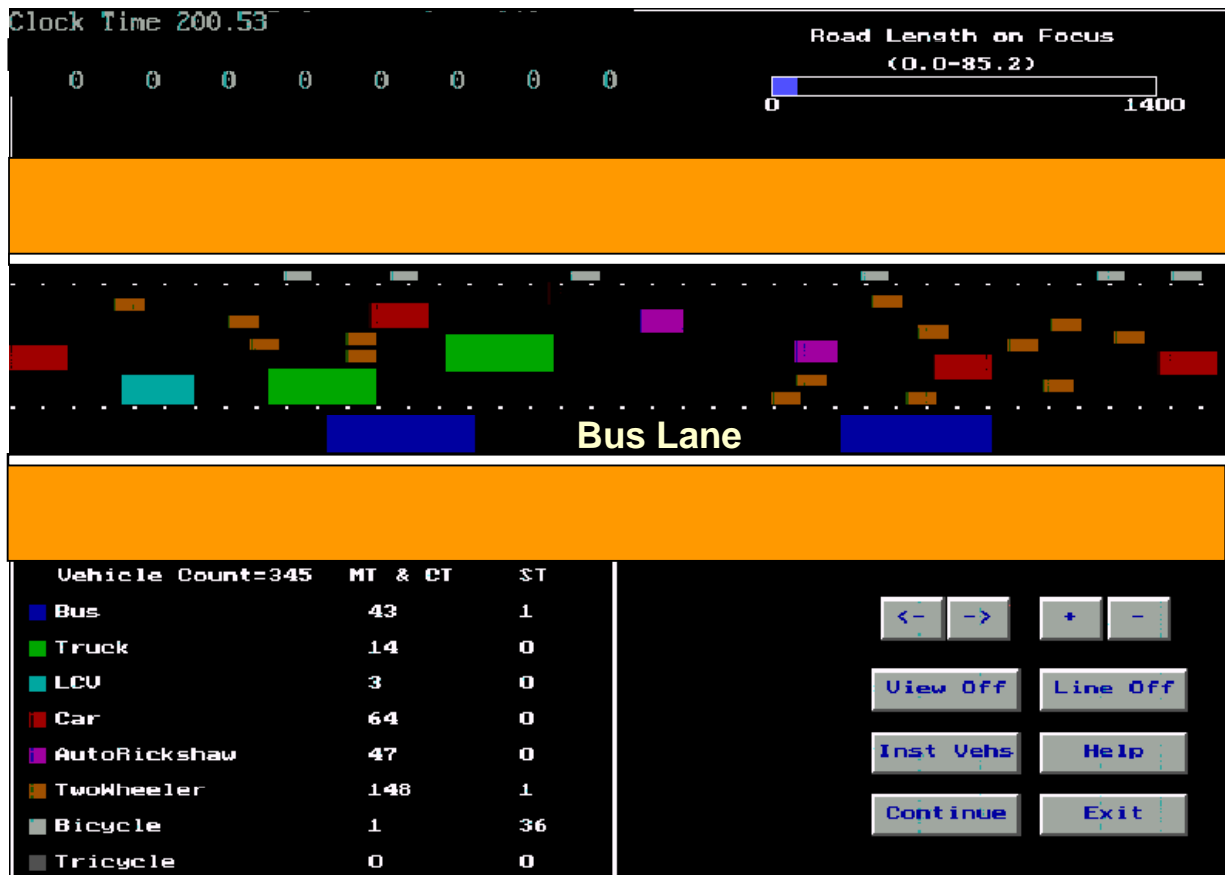 Clock Time 200.53
0 0 0 0 0 0 0 0
Road Length on Focus
(0.0-85.2)
0 1400
Bus Lane
Vehicle Count=345 MT & CT ST
Bus 43 1
Truck 14 0
LCV 3 0
Car 64 0
AutoRickshaw 47 0
TwoWheeler 148 1
Bicycle 1 36
Tricycle 0 0
<- -> + -
View Off Line Off
Inst Vehs Help
Continue Exit